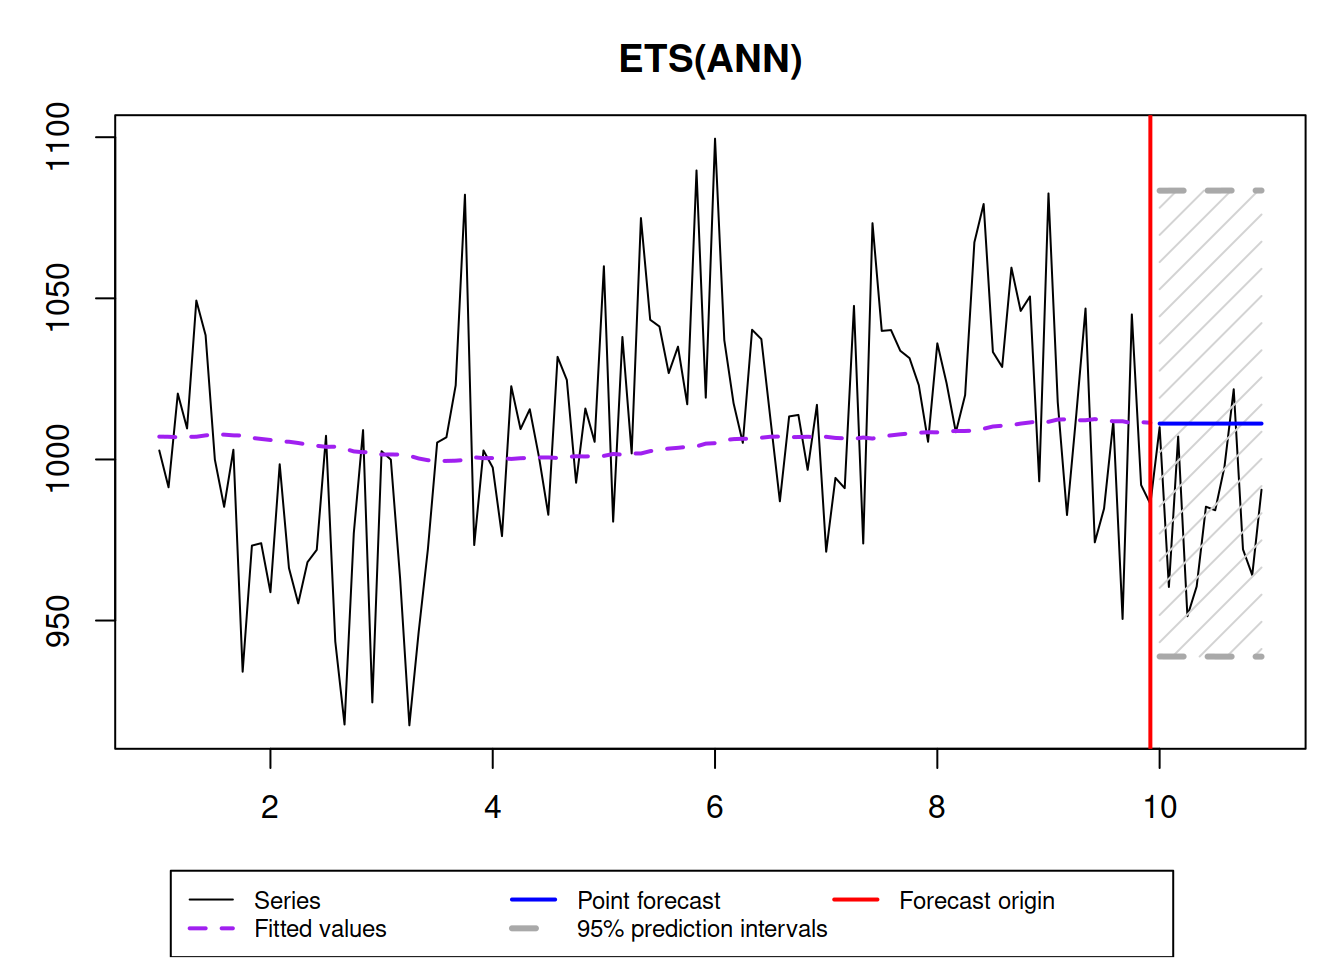 ETS(ANN)
1100
1050
1000
950
2 4 6 8 10
Series Point forecast Forecast origin
Fitted values 95% prediction intervals